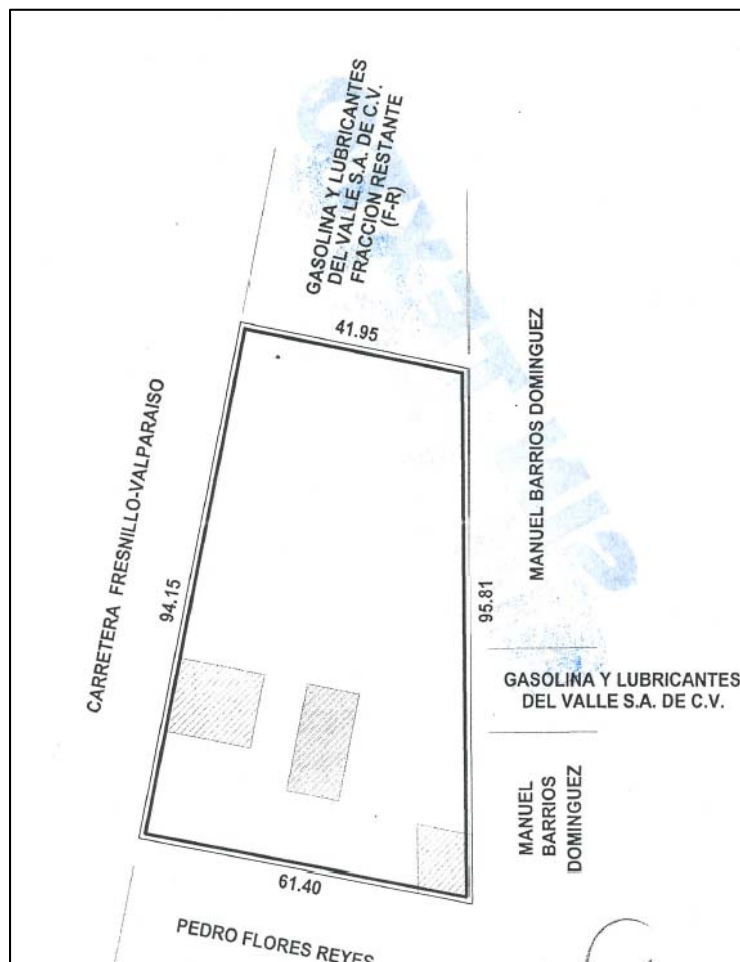 GASOLINA Y LUBRICANTES
DEL VALLE S.A. DE C.V.
FRACCION RESTANTE
(F-R)
41.95
CARRETERA FRESNILLO-VALPARAISO
94.15
MANUEL BARRIOS DOMINGUEZ
95.81
GASOLINA Y LUBRICANTES
DEL VALLE S.A. DE C.V.
MANUEL
BARRIOS
DOMINGUEZ
61.40
PEDRO FLORES REYES